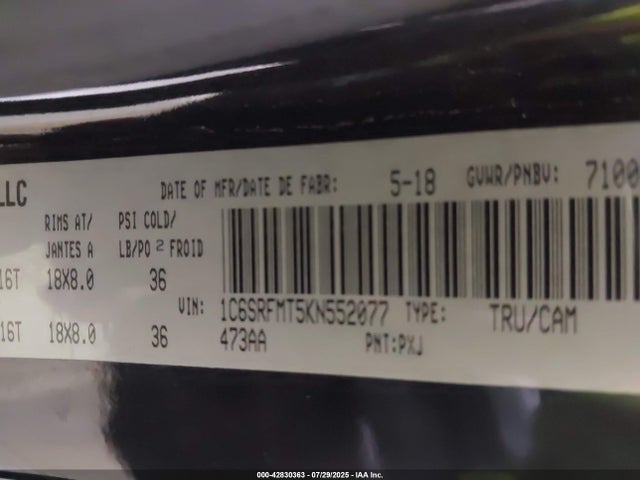 LLC DATE OF MFR/DATE DE FABR: 5-18 GVWR/PNBV: 7100
RIMS AT/ PSI COLD/
JANTES A LB/PO 2 FROID
16T 18X8.0 36
VIN: 1C6SRFMT5KN552077 TYPE: TRU/CAM
16T 18X8.0 36 473AA PNT:PXJ
000-42830363 - 07/29/2025 - IAA Inc.